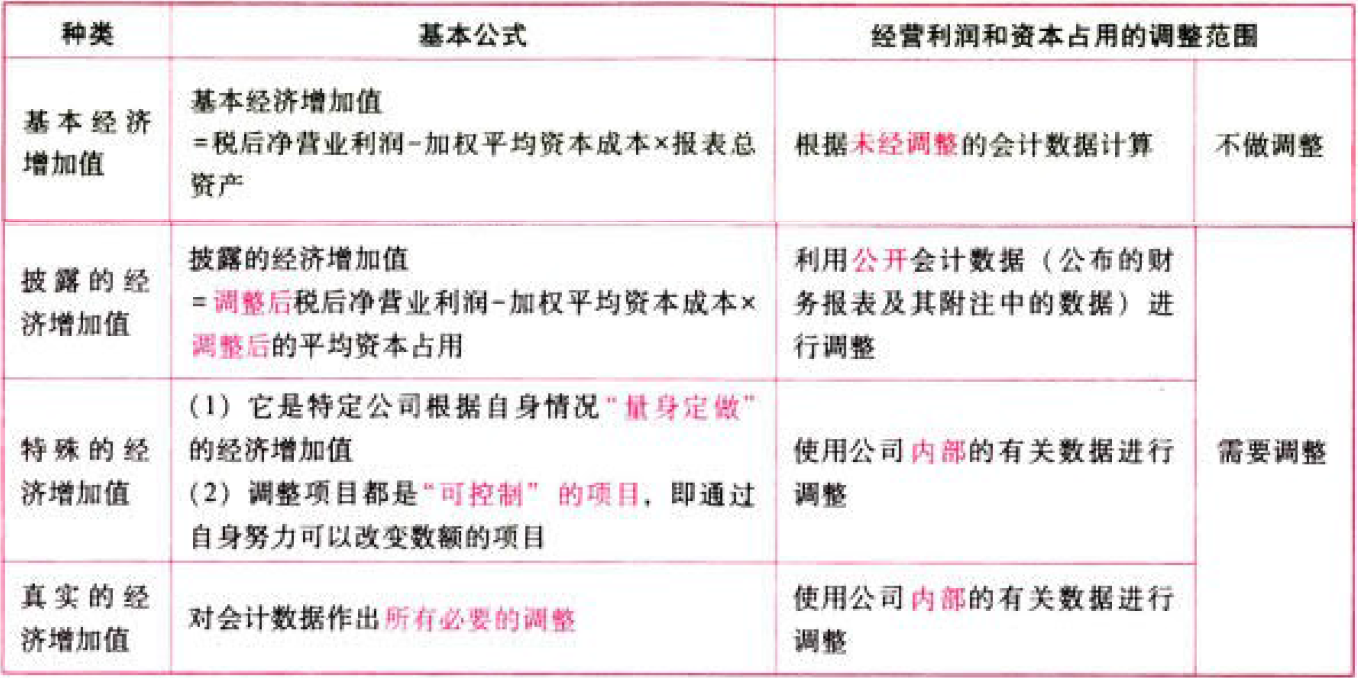 种类
基本公式
经营利润和资本占用的调整范围
基本经济
增加值
基本经济增加值
=税后净营业利润-加权平均资本成本×报表总
资产
根据未经调整的会计数据计算
不做调整
披露的经
济增加值
披露的经济增加值
=调整后税后净营业利润-加权平均资本成本×
调整后的平均资本占用
利用公开会计数据（公布的财
务报表及其附注中的数据）进
行调整
特殊的经
济增加值
(1) 它是特定公司根据自身情况“量身定做”
的经济增加值
(2) 调整项目都是“可控制”的项目，即通过
自身努力可以改变数额的项目
使用公司内部的有关数据进行
调整
需要调整
真实的经
济增加值
对会计数据作出所有必要的调整
使用公司内部的有关数据进行
调整